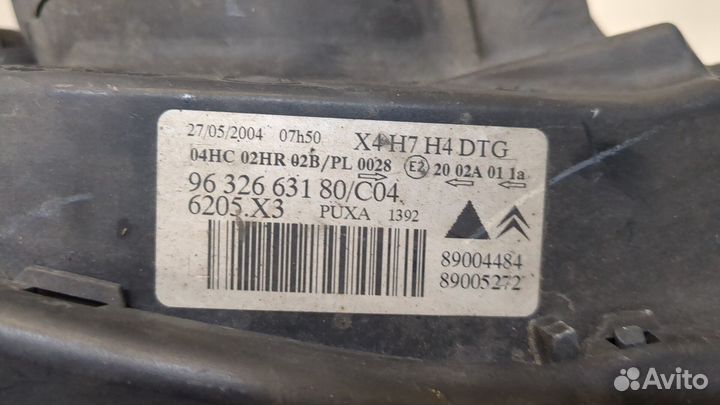 27/05/2004 07h50 X4 H7 H4 DTG
04HC 02HR 02B/PL 0028 E2 20 02A 01 1a
96 326 631 80/C04
6205.X3 PUXA 1392
89004484
89005272
Avito